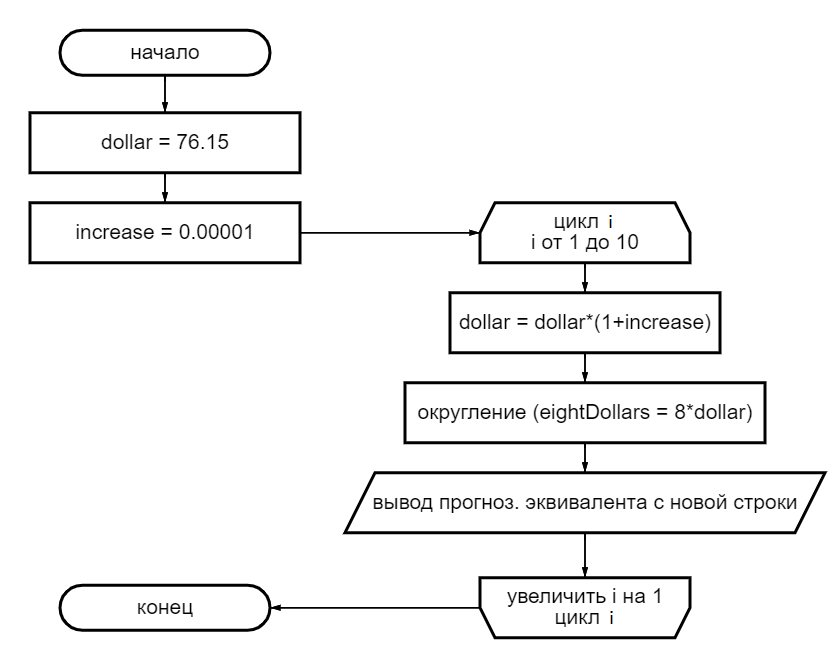 начало
dollar = 76.15
increase = 0.00001
цикл i
i от 1 до 10
dollar = dollar*(1+increase)
округление (eightDollars = 8*dollar)
вывод прогноз. эквивалента с новой строки
увеличить i на 1
цикл i
конец